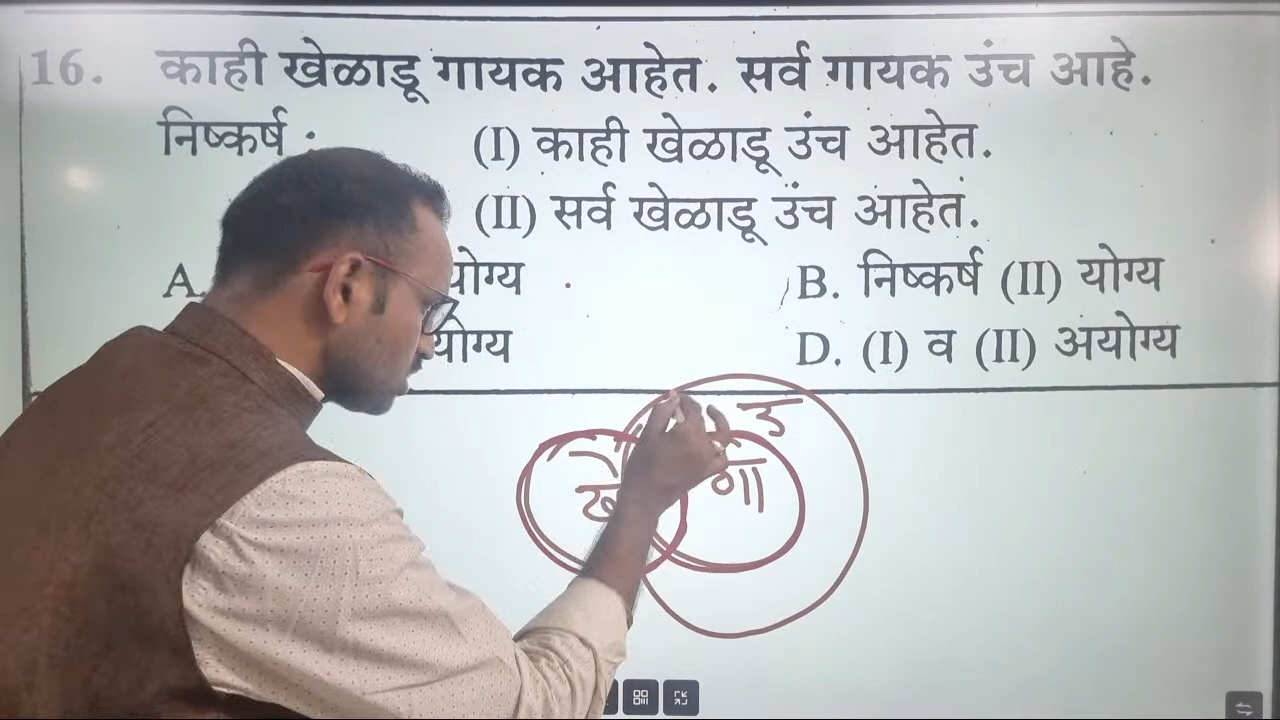 16. काही खेळाडू गायक आहेत. सर्व गायक उंच आहे.
निष्कर्ष : (I) काही खेळाडू उंच आहेत.
(II) सर्व खेळाडू उंच आहेत.
A. योग्य B. निष्कर्ष (II) योग्य
योग्य D. (I) व (II) अयोग्य
उ
खे गा